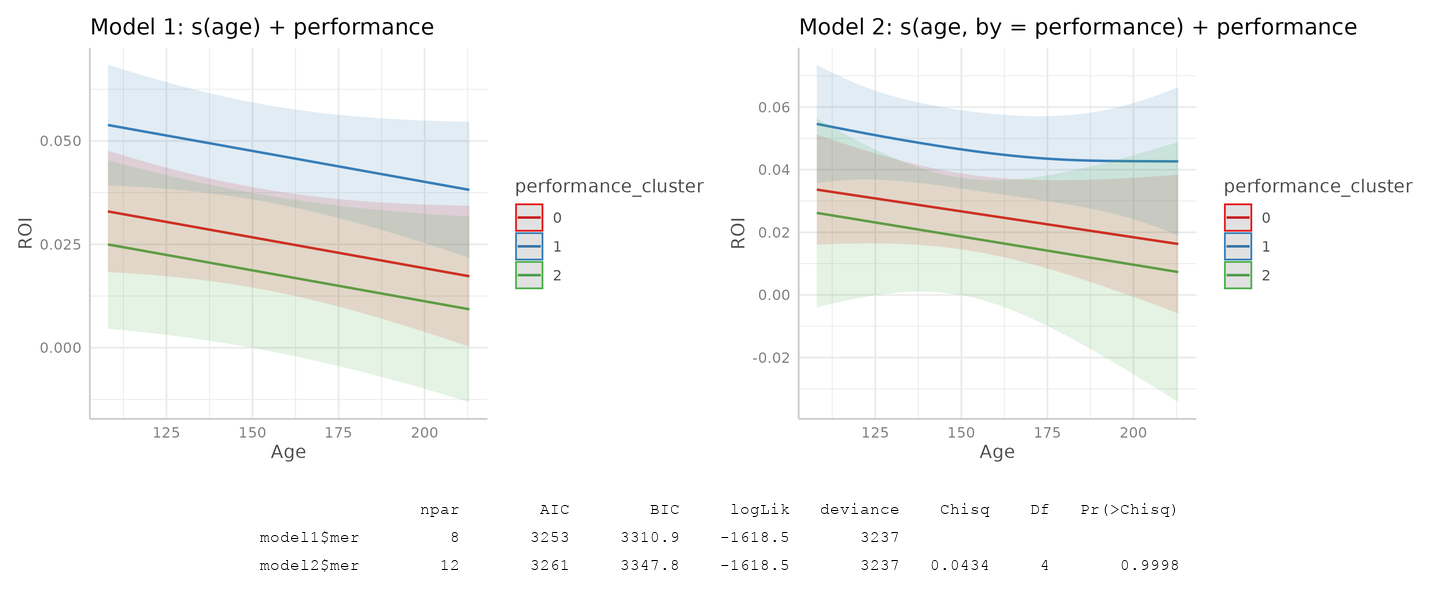 Model 1: s(age) + performance
0.050
0.025
0.000
ROI
125 150 175 200
Age
performance_cluster
0
1
2
Model 2: s(age, by = performance) + performance
0.06
0.04
0.02
0.00
-0.02
ROI
125 150 175 200
Age
performance_cluster
0
1
2
npar AIC BIC logLik deviance Chisq Df Pr(>Chisq)
model1$mer 8 3253 3310.9 -1618.5 3237
model2$mer 12 3261 3347.8 -1618.5 3237 0.0434 4 0.9998